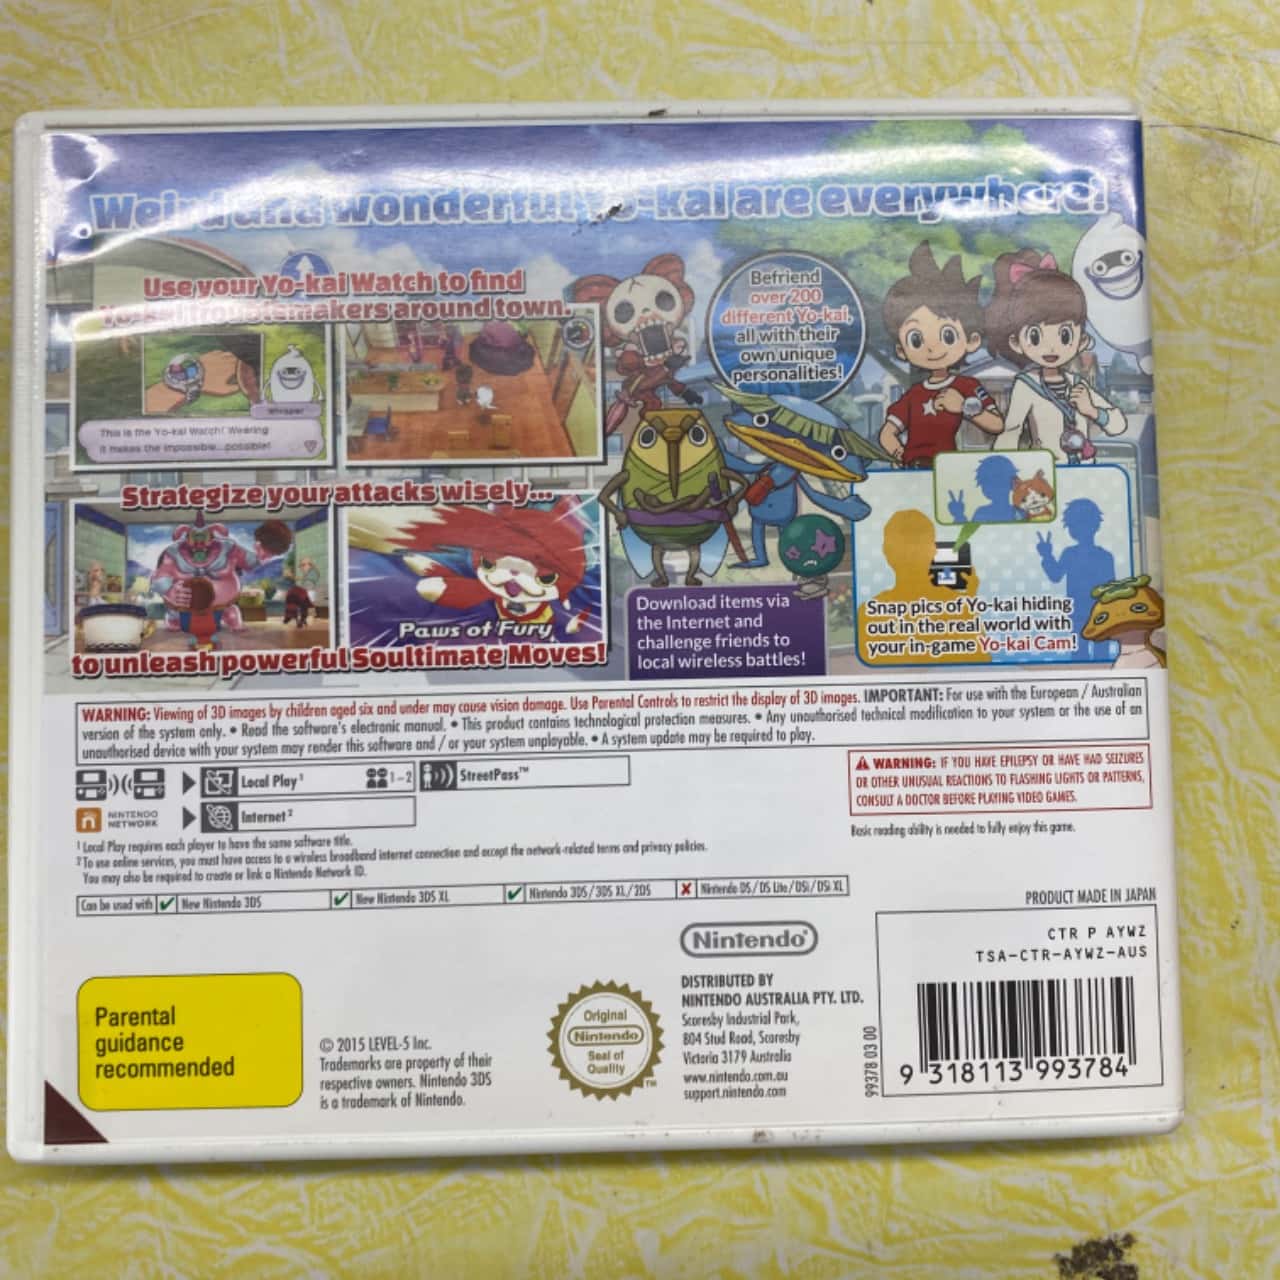 Weird and wonderful Yo-kai are everywhere!
Use your Yo-kai Watch to find
Yo-kai troublemakers around town.
Whisper
This is the Yo-kai Watch! Wearing
it makes the impossible...possible!
Befriend
over 200
different Yo-kai,
all with their
own unique
personalities!
Strategize your attacks wisely...
Paws of Fury
to unleash powerful Soultimate Moves!
Download items via
the Internet and
challenge friends to
local wireless battles!
Snap pics of Yo-kai hiding
out in the real world with
your in-game Yo-kai Cam!
WARNING: Viewing of 3D images by children aged six and under may cause vision damage. Use Parental Controls to restrict the display of 3D images. IMPORTANT: For use with the European / Australian
version of the system only. • Read the software's electronic manual. • This product contains technological protection measures. • Any unauthorised technical modification to your system or the use of an
unauthorised device with your system may render this software and / or your system unplayable. • A system update may be required to play.
Local Play¹ 1-2
StreetPass™
NINTENDO
NETWORK
Internet²
⚠ WARNING: IF YOU HAVE EPILEPSY OR HAVE HAD SEIZURES
OR OTHER UNUSUAL REACTIONS TO FLASHING LIGHTS OR PATTERNS,
CONSULT A DOCTOR BEFORE PLAYING VIDEO GAMES.
Basic reading ability is needed to fully enjoy this game.
¹ Local Play requires each player to have the same software title.
² To use online services, you must have access to a wireless broadband internet connection and accept the network-related terms and privacy policies.
You may also be required to create or link a Nintendo Network ID.
Can be used with ✓ New Nintendo 3DS ✓ New Nintendo 3DS XL ✓ Nintendo 3DS/3DS XL/2DS ✗ Nintendo DS/DS Lite/DSi/DSi XL
PRODUCT MADE IN JAPAN
CTR P AYWZ
TSA-CTR-AYWZ-AUS
Nintendo®
DISTRIBUTED BY
NINTENDO AUSTRALIA PTY. LTD.
Scoresby Industrial Park,
804 Stud Road, Scoresby
Victoria 3179 Australia
www.nintendo.com.au
support.nintendo.com
Parental
guidance
recommended
© 2015 LEVEL-5 Inc.
Trademarks are property of their
respective owners. Nintendo 3DS
is a trademark of Nintendo.
Original
Nintendo
Seal of
Quality
™
99378 03 00
9 318113 993784